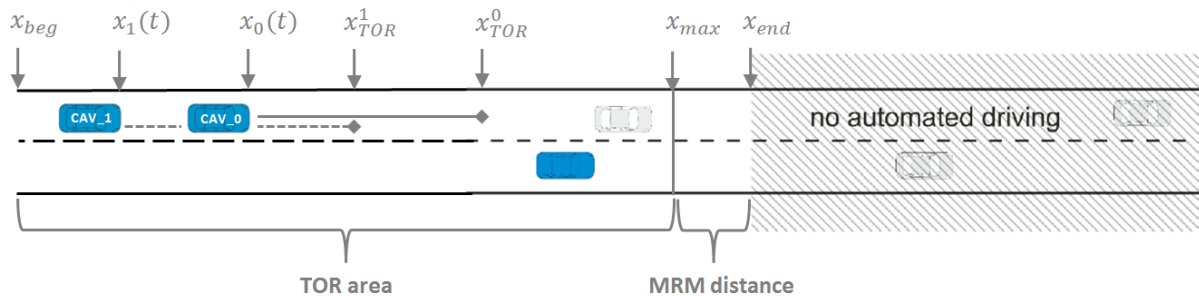 x_beg x_1(t) x_0(t) x^1_TOR x^0_TOR x_max x_end
CAV_1 CAV_0 no automated driving
TOR area MRM distance